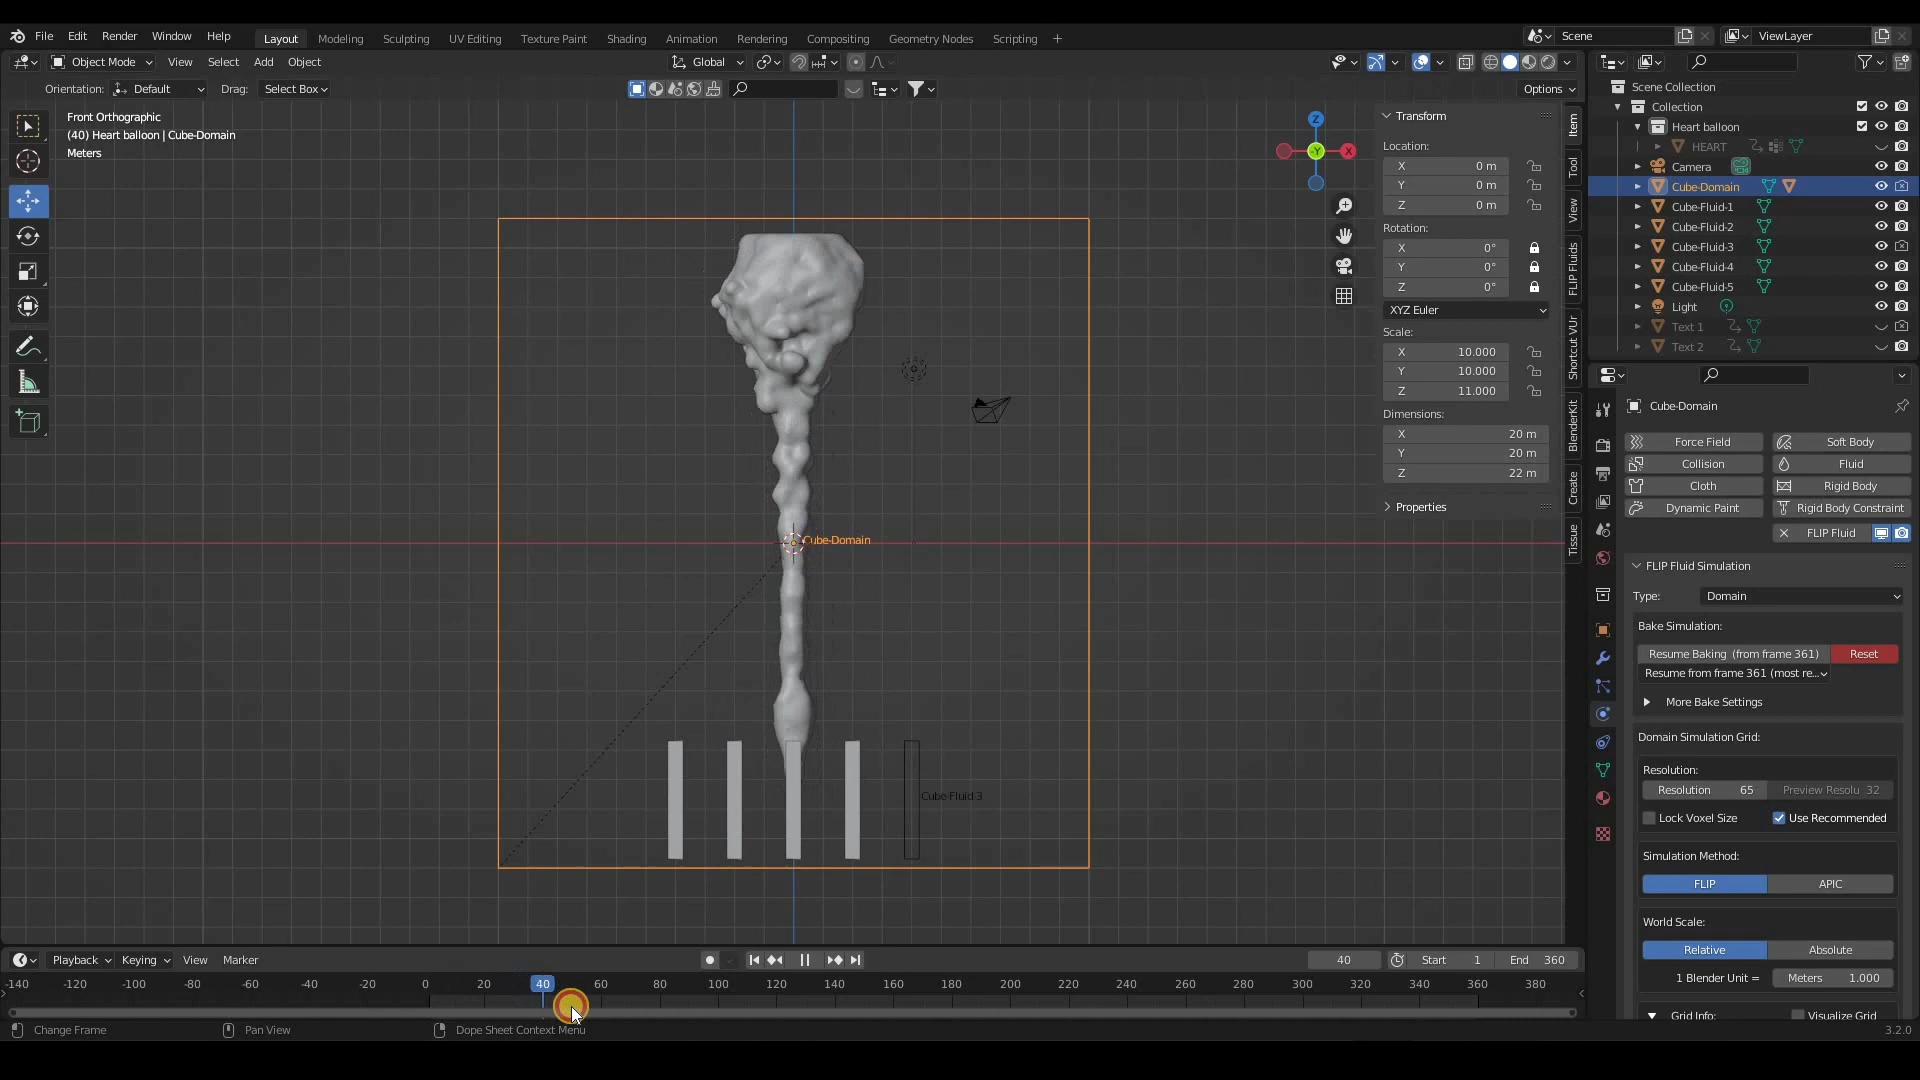 File Edit Render Window Help Layout Modeling Sculpting UV Editing Texture Paint Shading Animation Rendering Compositing Geometry Nodes Scripting + Scene ViewLayer
Object Mode View Select Add Object Global
Orientation: Default Drag: Select Box Options
Front Orthographic
(40) Heart balloon | Cube-Domain
Meters
Z
X
-Y
Cube-Domain
Cube-Fluid-3
Transform
Location:
X 0 m
Y 0 m
Z 0 m
Rotation:
X 0°
Y 0°
Z 0°
XYZ Euler
Scale:
X 10.000
Y 10.000
Z 11.000
Dimensions:
X 20 m
Y 20 m
Z 22 m
Properties
Item
Tool
View
FLIP Fluids
Shortcut VUr
BlenderKit
Create
Tissue
Scene Collection
Collection
Heart balloon
HEART
Camera
Cube-Domain
Cube-Fluid-1
Cube-Fluid-2
Cube-Fluid-3
Cube-Fluid-4
Cube-Fluid-5
Light
Text 1
Text 2
Cube-Domain
Force Field Soft Body
Collision Fluid
Cloth Rigid Body
Dynamic Paint Rigid Body Constraint
FLIP Fluid
FLIP Fluid Simulation
Type: Domain
Bake Simulation:
Resume Baking (from frame 361) Reset
Resume from frame 361 (most re...
More Bake Settings
Domain Simulation Grid:
Resolution:
Resolution 65 Preview Resolu 32
Lock Voxel Size Use Recommended
Simulation Method:
FLIP APIC
World Scale:
Relative Absolute
1 Blender Unit = Meters 1.000
Grid Info: Visualize Grid
Playback Keying View Marker 40 Start 1 End 360
-140 -120 -100 -80 -60 -40 -20 0 20 40 60 80 100 120 140 160 180 200 220 240 260 280 300 320 340 360 380
Change Frame Pan View Dope Sheet Context Menu 3.2.0